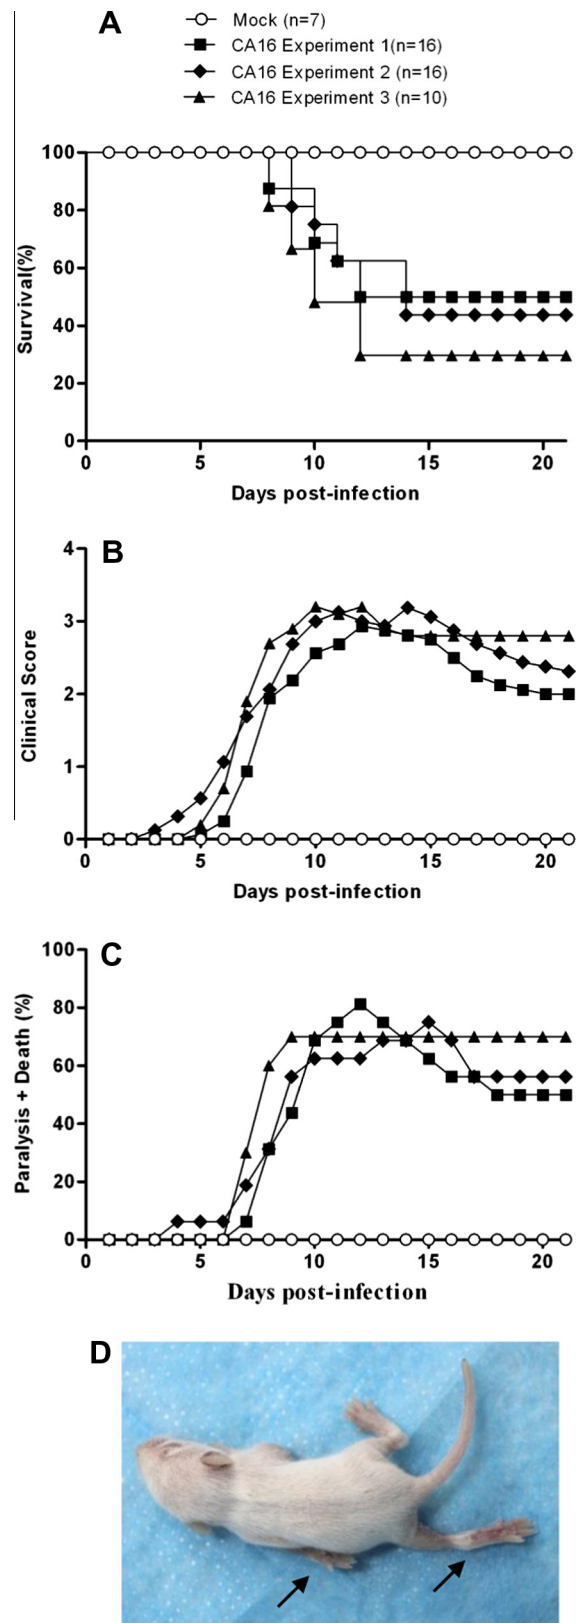 A
Mock (n=7)
CA16 Experiment 1(n=16)
CA16 Experiment 2 (n=16)
CA16 Experiment 3 (n=10)
100
80
60
40
20
0
Survival(%)
0 5 10 15 20
Days post-infection
B
4
3
2
1
0
Clinical Score
0 5 10 15 20
Days post-infection
C
100
80
60
40
20
0
Paralysis + Death (%)
0 5 10 15 20
Days post-infection
D